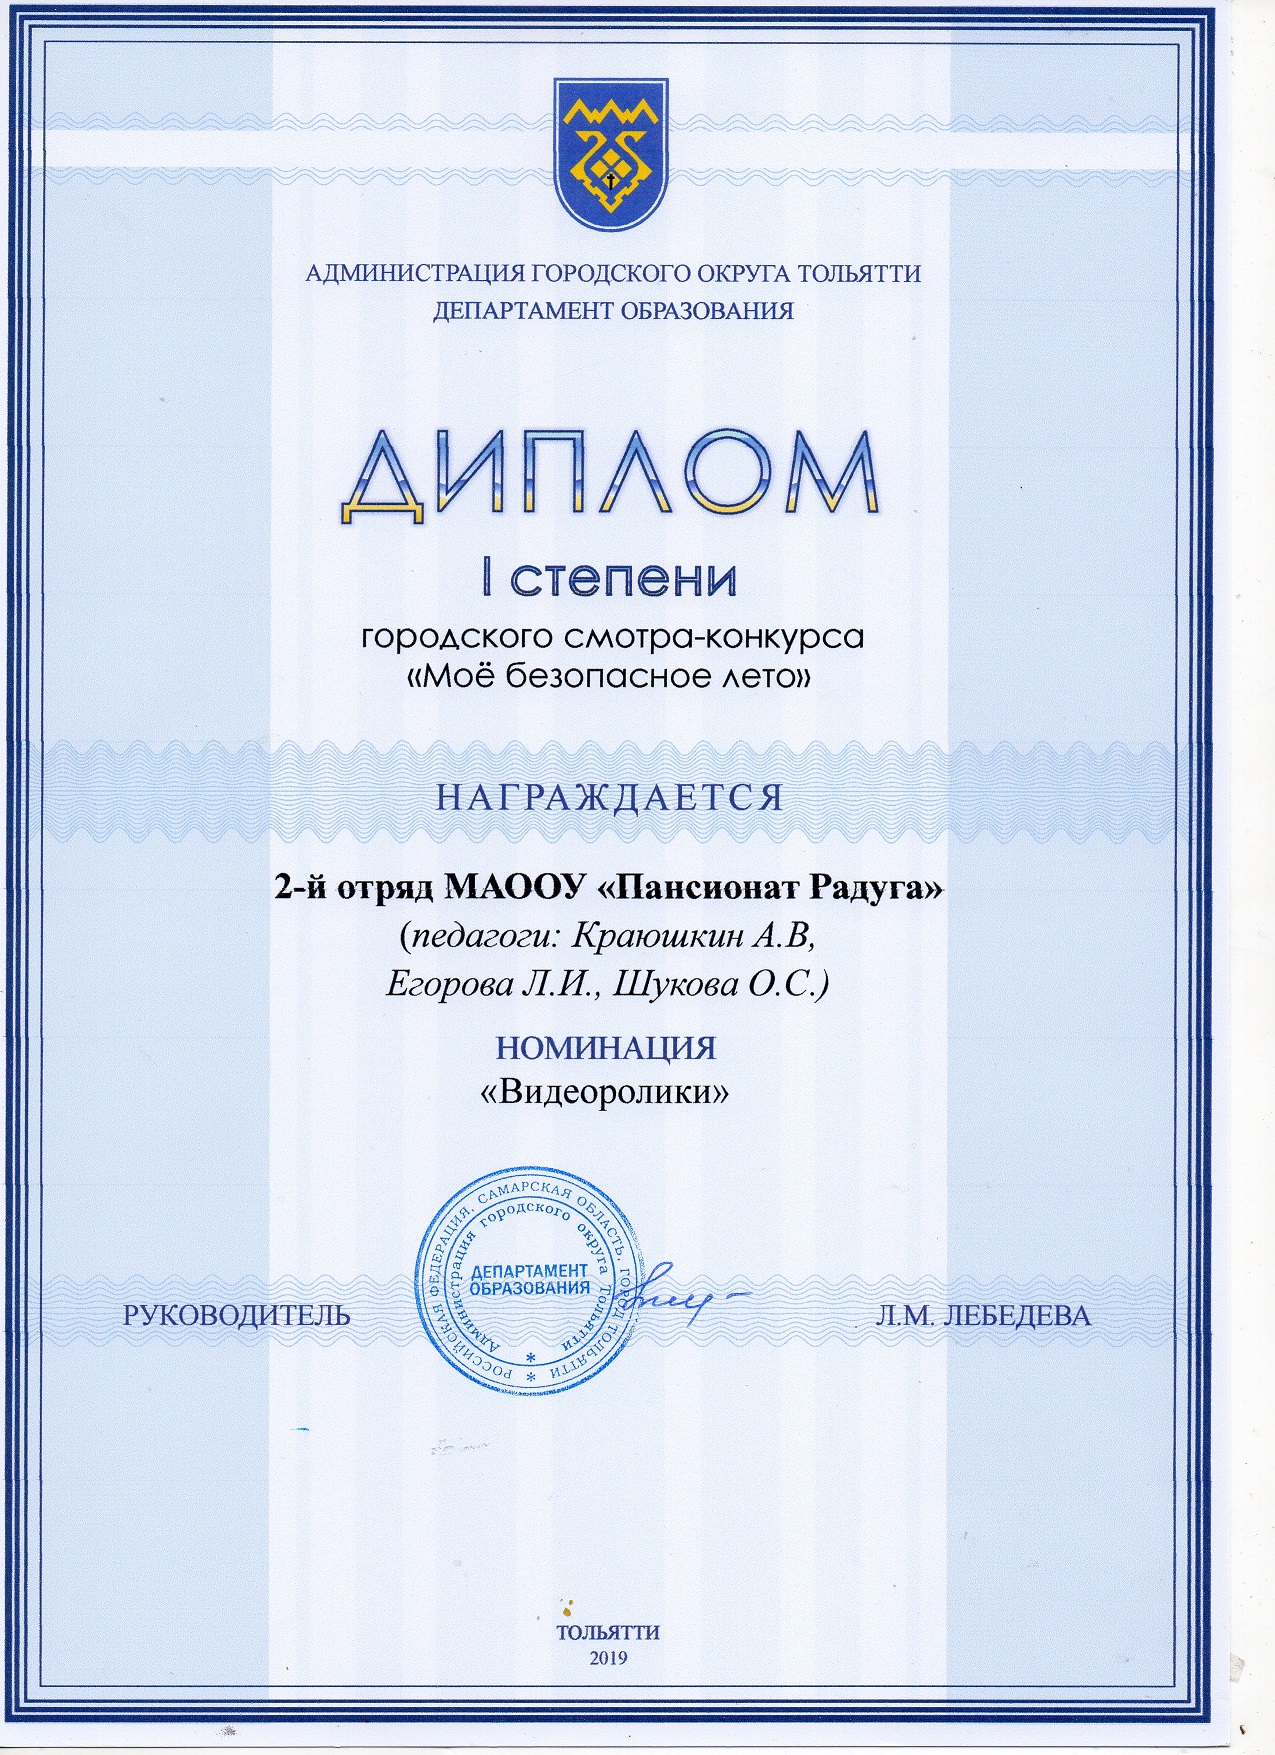 АДМИНИСТРАЦИЯ ГОРОДСКОГО ОКРУГА ТОЛЬЯТТИ
ДЕПАРТАМЕНТ ОБРАЗОВАНИЯ
ДИПЛОМ
I степени
городского смотра-конкурса
«Моё безопасное лето»
НАГРАЖДАЕТСЯ
2-й отряд МАООУ «Пансионат Радуга»
(педагоги: Краюшкин А.В,
Егорова Л.И., Шукова О.С.)
НОМИНАЦИЯ
«Видеоролики»
РОССИЙСКАЯ ФЕДЕРАЦИЯ, САМАРСКАЯ ОБЛАСТЬ, ГОРОД ТОЛЬЯТТИ *
Администрация городского округа Тольятти *
ДЕПАРТАМЕНТ
ОБРАЗОВАНИЯ
РУКОВОДИТЕЛЬ Л.М. ЛЕБЕДЕВА
ТОЛЬЯТТИ
2019